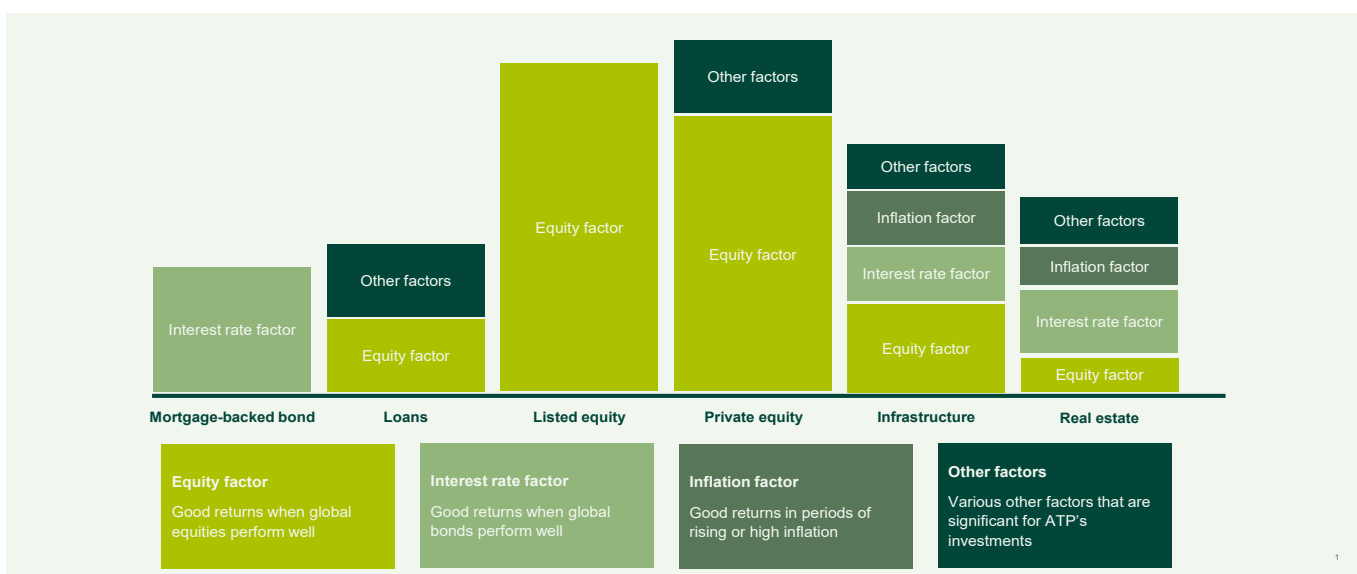 Other factors
Equity factor
Other factors
Inflation factor
Interest rate factor
Equity factor
Other factors
Inflation factor
Interest rate factor
Equity factor
Equity factor
Other factors
Equity factor
Interest rate factor
Mortgage-backed bond
Loans
Listed equity
Private equity
Infrastructure
Real estate
Equity factor
Good returns when global
equities perform well
Interest rate factor
Good returns when global
bonds perform well
Inflation factor
Good returns in periods of
rising or high inflation
Other factors
Various other factors that are
significant for ATP's
investments
1